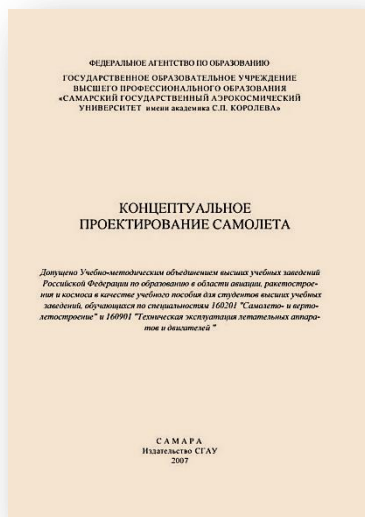 ФЕДЕРАЛЬНОЕ АГЕНТСТВО ПО ОБРАЗОВАНИЮ
ГОСУДАРСТВЕННОЕ ОБРАЗОВАТЕЛЬНОЕ УЧРЕЖДЕНИЕ
ВЫСШЕГО ПРОФЕССИОНАЛЬНОГО ОБРАЗОВАНИЯ
«САМАРСКИЙ ГОСУДАРСТВЕННЫЙ АЭРОКОСМИЧЕСКИЙ
УНИВЕРСИТЕТ имени академика С.П. КОРОЛЕВА»
КОНЦЕПТУАЛЬНОЕ
ПРОЕКТИРОВАНИЕ САМОЛЕТА
Допущено Учебно-методическим объединением высших учебных заведений
Российской Федерации по образованию в области авиации, ракетострое-
ния и космоса в качестве учебного пособия для студентов высших учебных
заведений, обучающихся по специальностям 160201 "Самолето- и верто-
летостроение" и 160901 "Техническая эксплуатация летательных аппара-
тов и двигателей "
САМАРА
Издательство СГАУ
2007